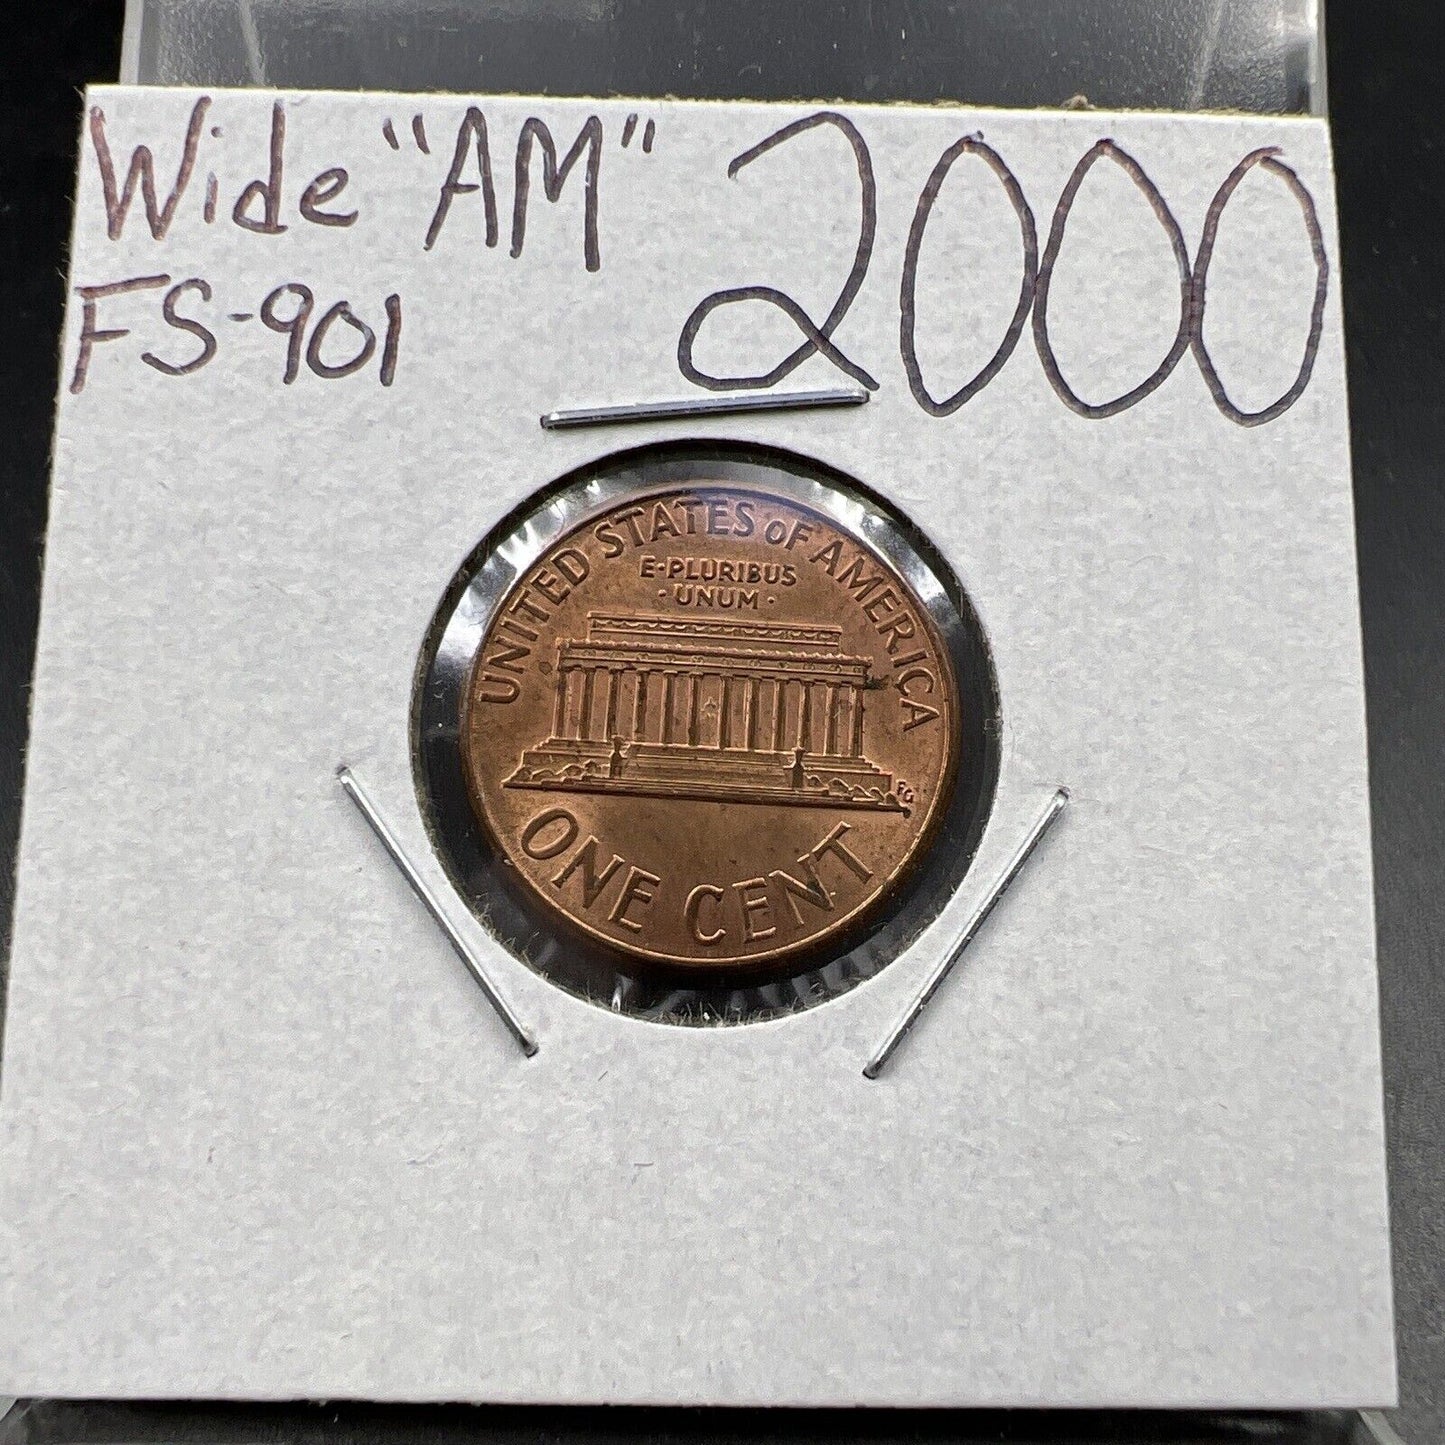 Wide "AM" 2000
FS-901
UNITED STATES OF AMERICA
E·PLURIBUS
·UNUM·
FG
ONE CENT